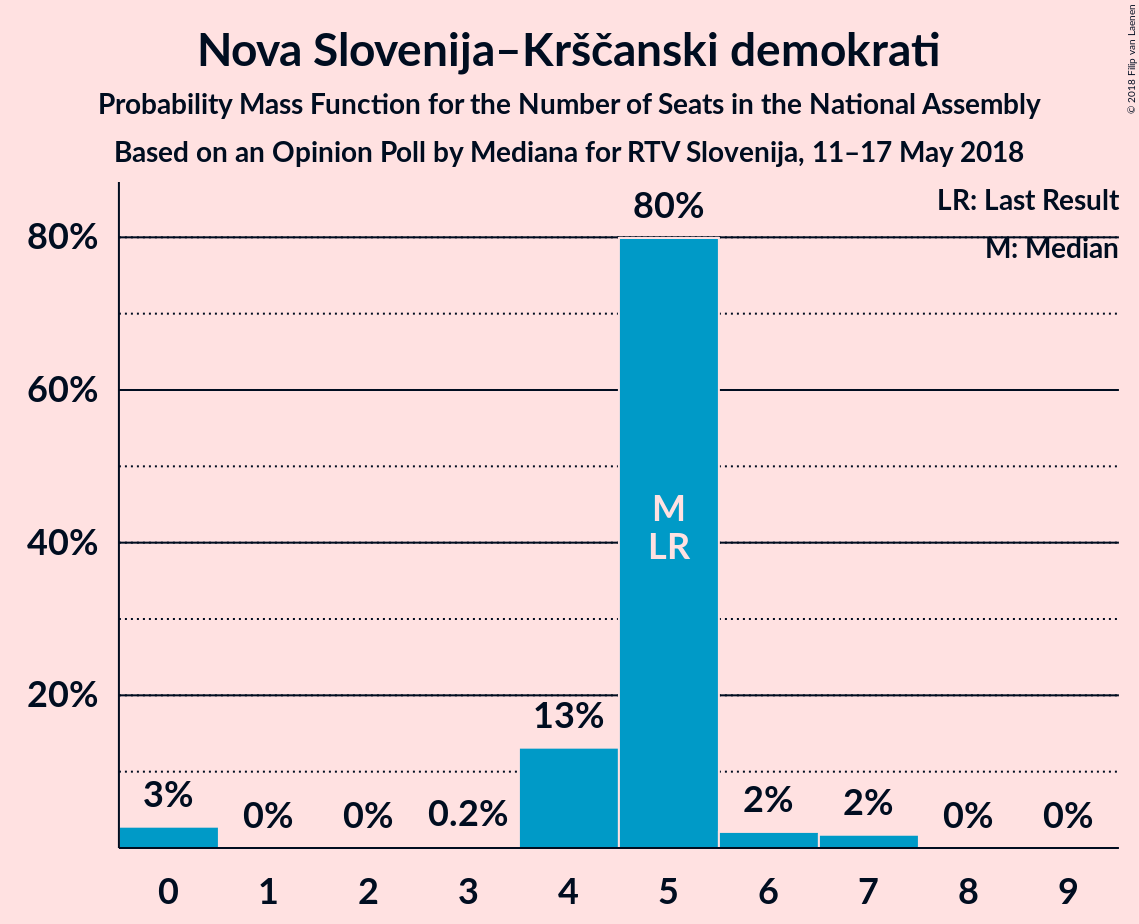 Nova Slovenija–Krščanski demokrati
Probability Mass Function for the Number of Seats in the National Assembly
Based on an Opinion Poll by Mediana for RTV Slovenija, 11–17 May 2018
© 2018 Filip van Laenen
LR: Last Result
M: Median
80%
60%
40%
20%
3%
0%
0%
0.2%
13%
80%
2%
2%
0%
0%
M
LR
0 1 2 3 4 5 6 7 8 9